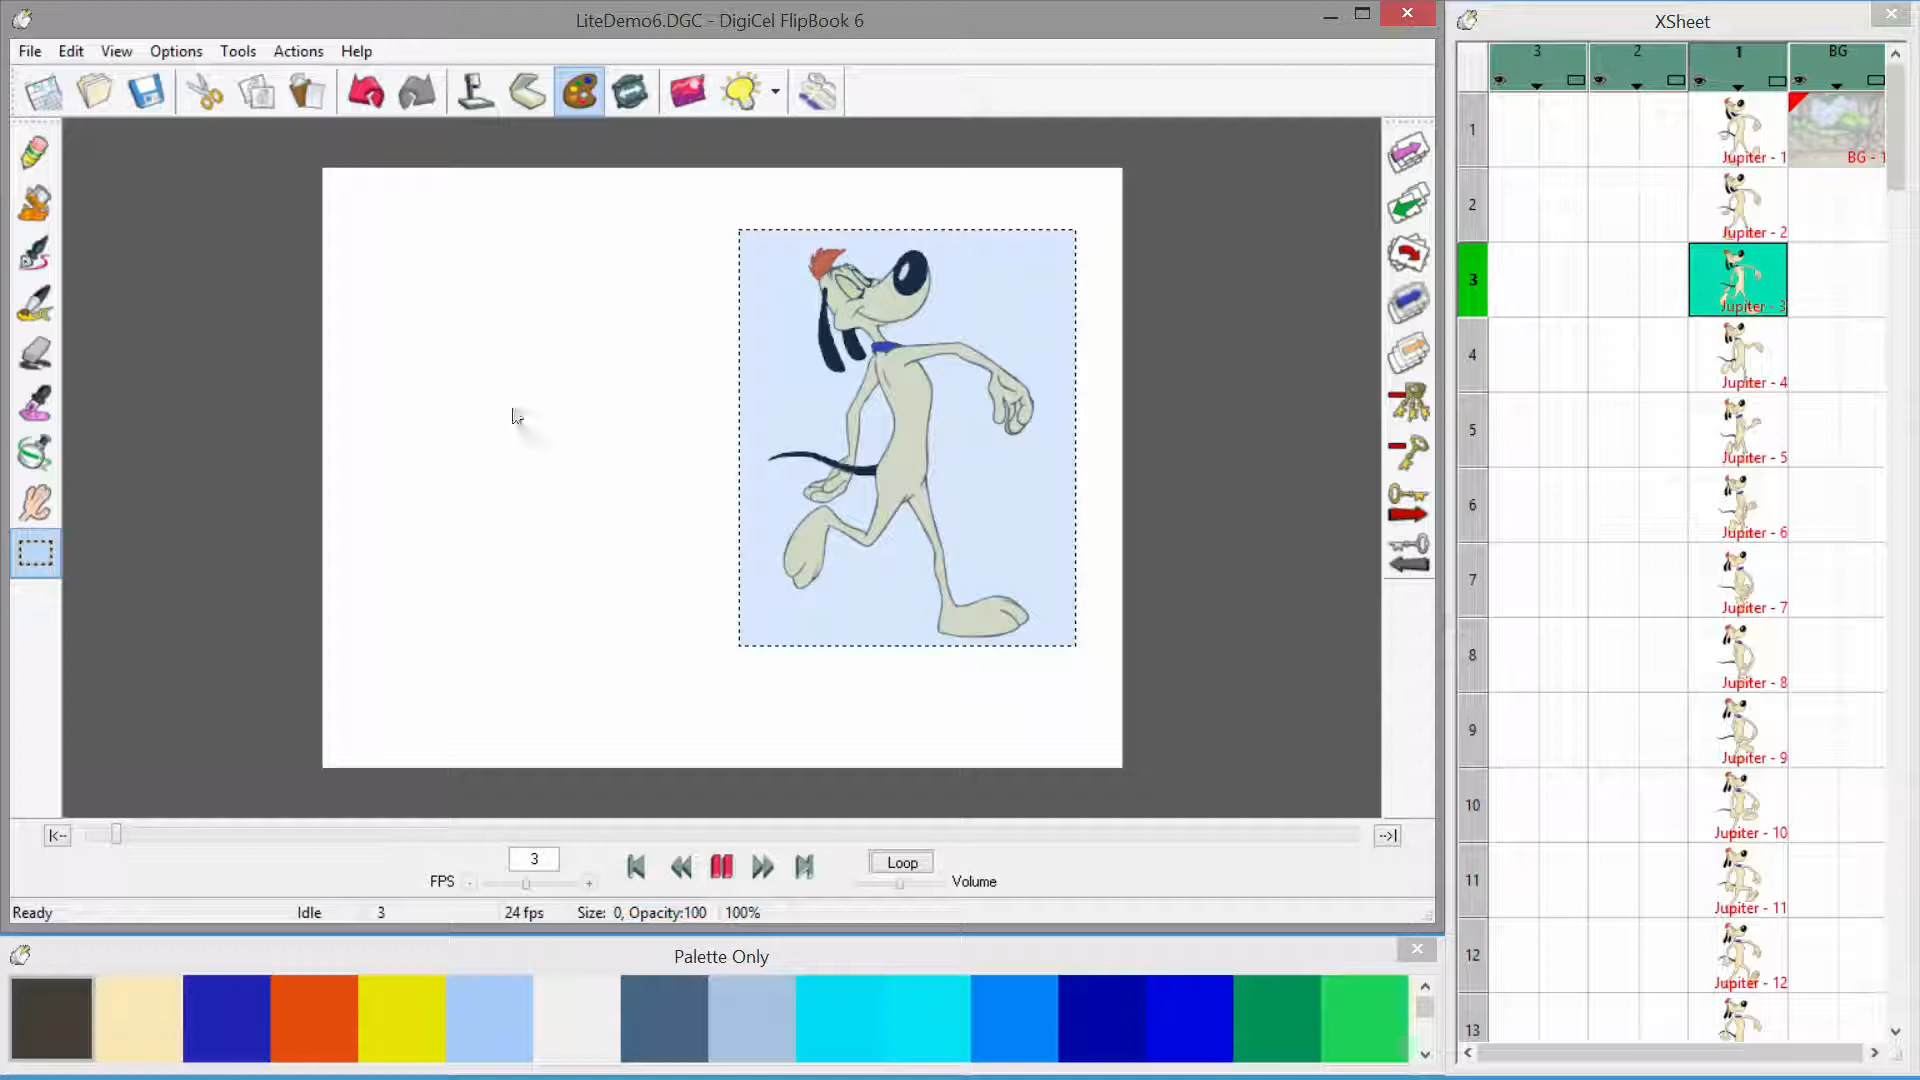 LiteDemo6.DGC - DigiCel FlipBook 6
File Edit View Options Tools Actions Help
3
Loop
FPS - + Volume
Ready Idle 3 24 fps Size: 0, Opacity:100 100%
Palette Only
XSheet
3 2 1 BG
1 Jupiter - 1 BG - 1
2 Jupiter - 2
3 Jupiter - 3
4 Jupiter - 4
5 Jupiter - 5
6 Jupiter - 6
7 Jupiter - 7
8 Jupiter - 8
9 Jupiter - 9
10 Jupiter - 10
11 Jupiter - 11
12 Jupiter - 12
13